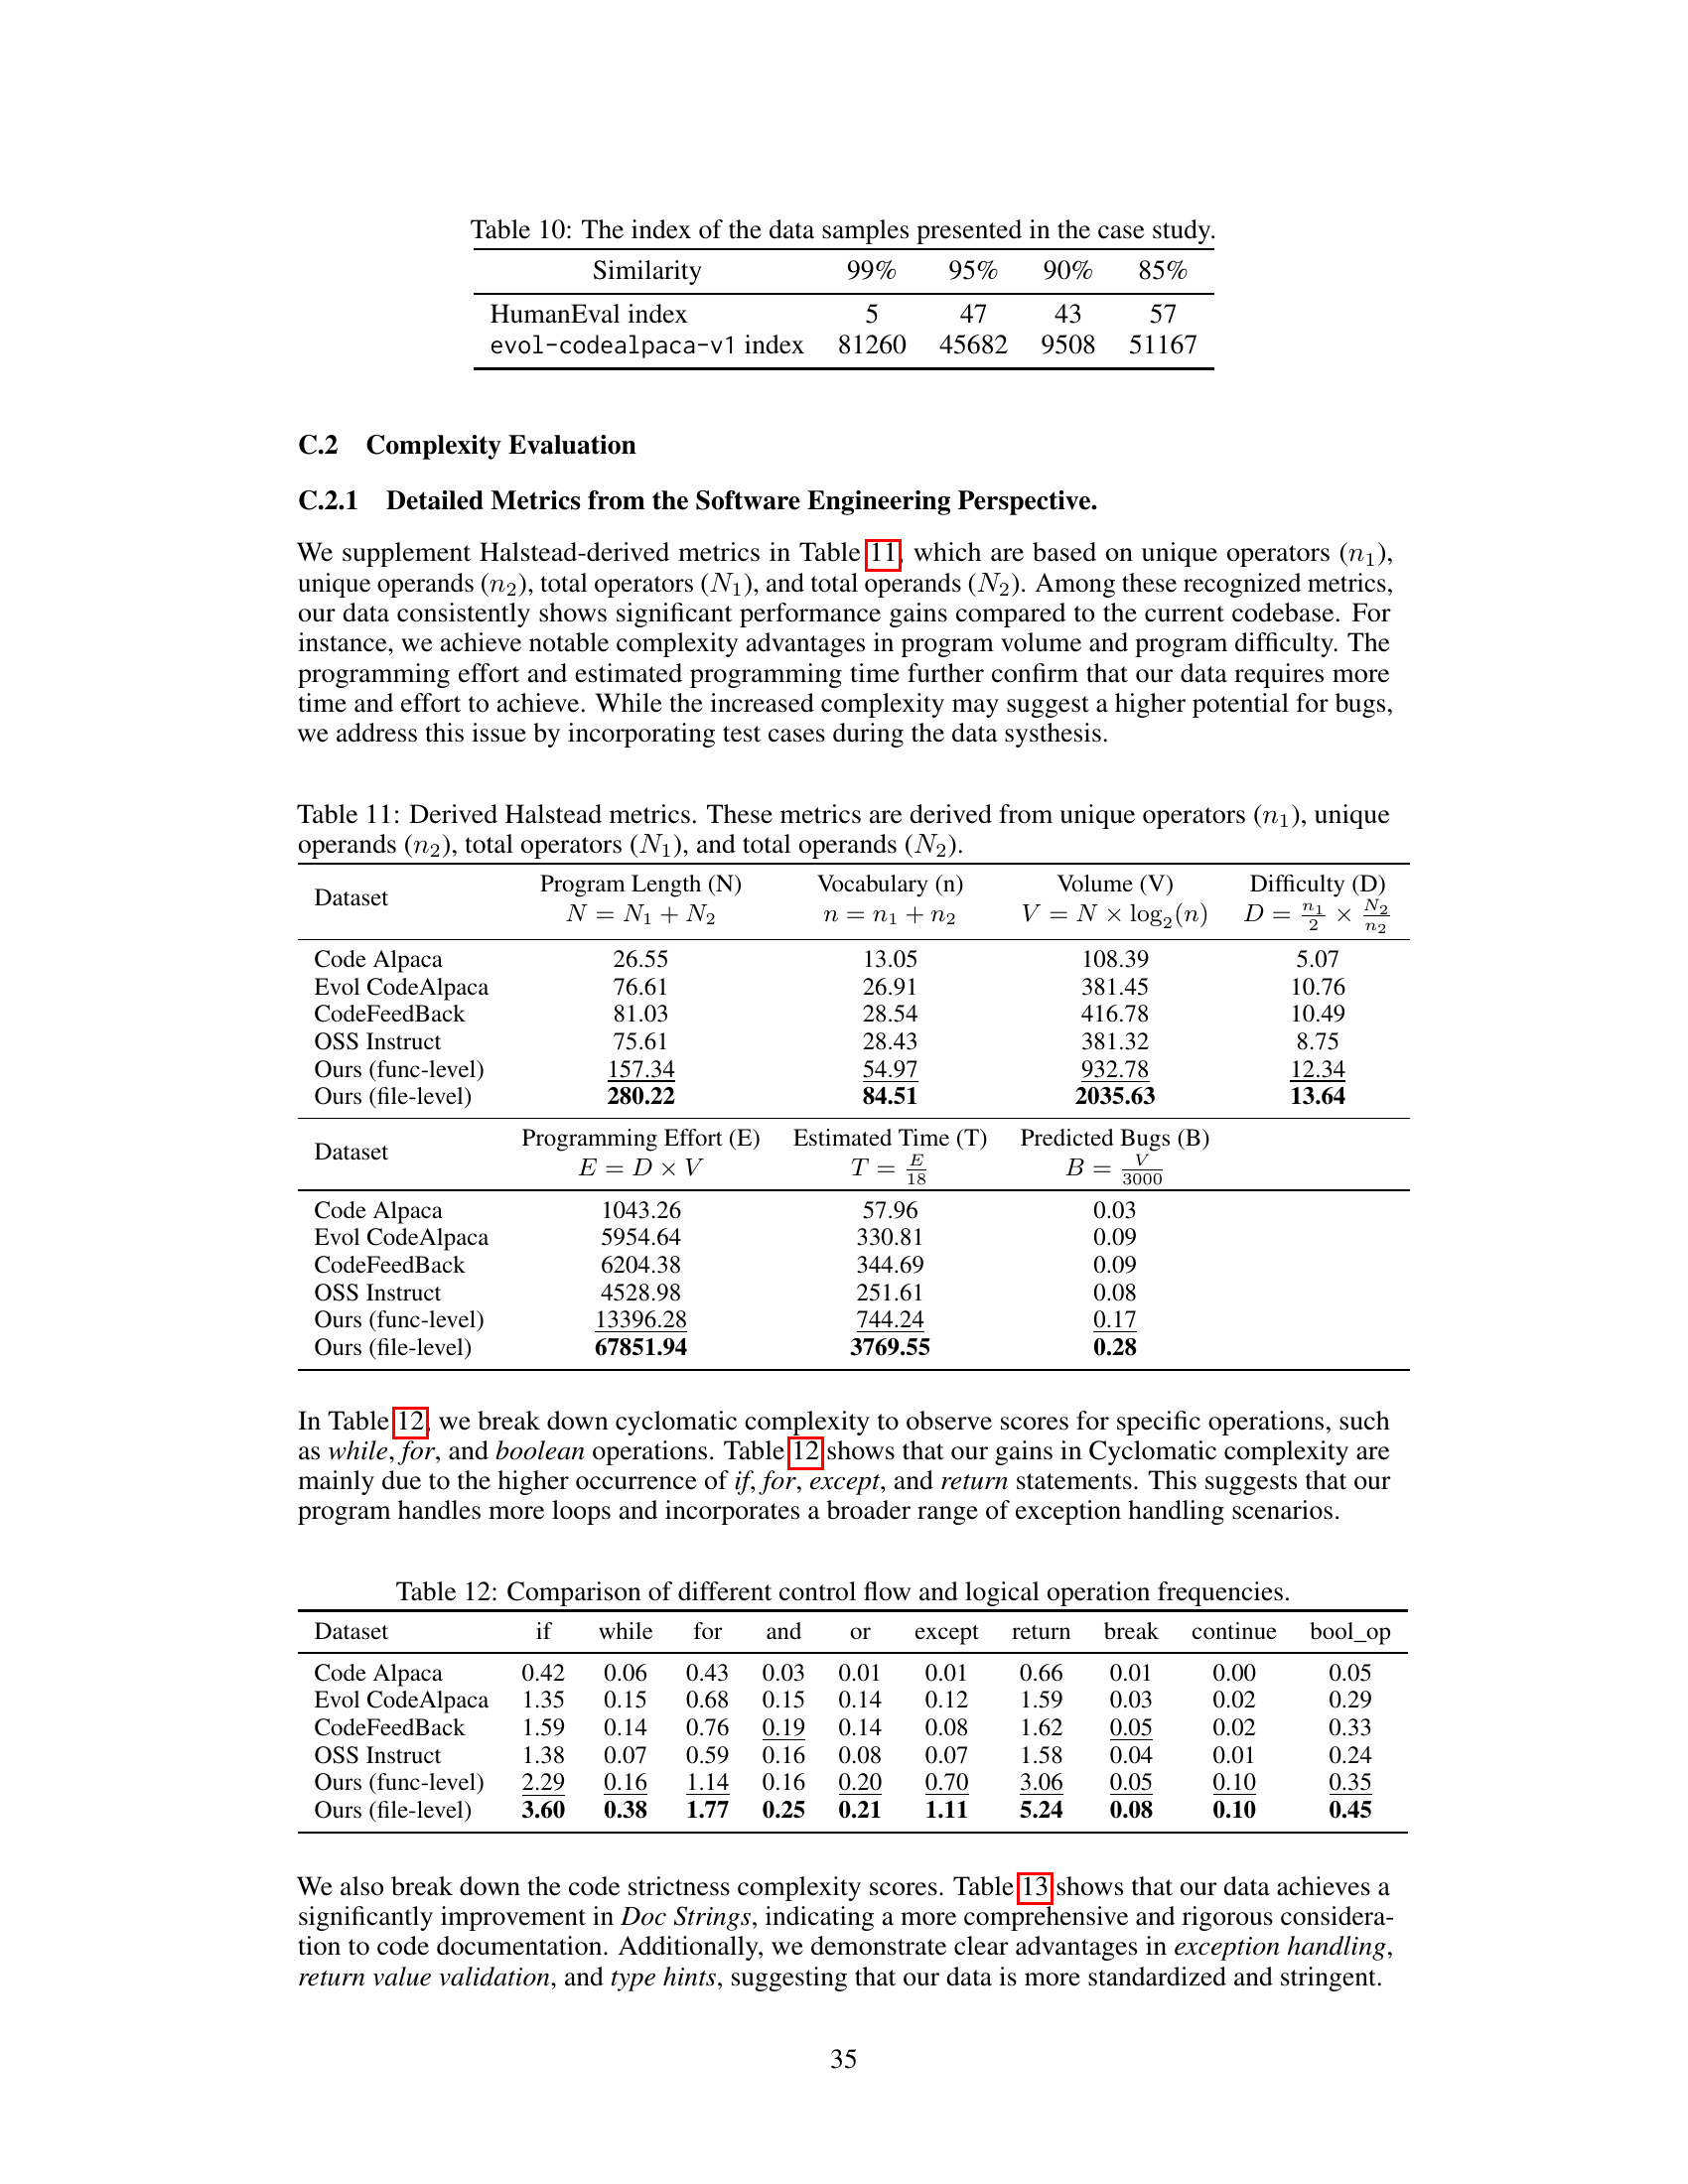 Table 10: The index of the data samples presented in the case study.
Similarity 99% 95% 90% 85%
HumanEval index 5 47 43 57
evol-codealpaca-v1 index 81260 45682 9508 51167
C.2 Complexity Evaluation
C.2.1 Detailed Metrics from the Software Engineering Perspective.
We supplement Halstead-derived metrics in Table 11, which are based on unique operators (n₁),
unique operands (n₂), total operators (N₁), and total operands (N₂). Among these recognized metrics,
our data consistently shows significant performance gains compared to the current codebase. For
instance, we achieve notable complexity advantages in program volume and program difficulty. The
programming effort and estimated programming time further confirm that our data requires more
time and effort to achieve. While the increased complexity may suggest a higher potential for bugs,
we address this issue by incorporating test cases during the data systhesis.
Table 11: Derived Halstead metrics. These metrics are derived from unique operators (n₁), unique
operands (n₂), total operators (N₁), and total operands (N₂).
Dataset Program Length (N) Vocabulary (n) Volume (V) Difficulty (D)
N = N₁ + N₂ n = n₁ + n₂ V = N × log₂(n) D = n₁/2 × N₂/n₂
Code Alpaca 26.55 13.05 108.39 5.07
Evol CodeAlpaca 76.61 26.91 381.45 10.76
CodeFeedBack 81.03 28.54 416.78 10.49
OSS Instruct 75.61 28.43 381.32 8.75
Ours (func-level) 157.34 54.97 932.78 12.34
Ours (file-level) 280.22 84.51 2035.63 13.64
Dataset Programming Effort (E) Estimated Time (T) Predicted Bugs (B)
E = D × V T = E/18 B = V/3000
Code Alpaca 1043.26 57.96 0.03
Evol CodeAlpaca 5954.64 330.81 0.09
CodeFeedBack 6204.38 344.69 0.09
OSS Instruct 4528.98 251.61 0.08
Ours (func-level) 13396.28 744.24 0.17
Ours (file-level) 67851.94 3769.55 0.28
In Table 12, we break down cyclomatic complexity to observe scores for specific operations, such
as while, for, and boolean operations. Table 12 shows that our gains in Cyclomatic complexity are
mainly due to the higher occurrence of if, for, except, and return statements. This suggests that our
program handles more loops and incorporates a broader range of exception handling scenarios.
Table 12: Comparison of different control flow and logical operation frequencies.
Dataset if while for and or except return break continue bool_op
Code Alpaca 0.42 0.06 0.43 0.03 0.01 0.01 0.66 0.01 0.00 0.05
Evol CodeAlpaca 1.35 0.15 0.68 0.15 0.14 0.12 1.59 0.03 0.02 0.29
CodeFeedBack 1.59 0.14 0.76 0.19 0.14 0.08 1.62 0.05 0.02 0.33
OSS Instruct 1.38 0.07 0.59 0.16 0.08 0.07 1.58 0.04 0.01 0.24
Ours (func-level) 2.29 0.16 1.14 0.16 0.20 0.70 3.06 0.05 0.10 0.35
Ours (file-level) 3.60 0.38 1.77 0.25 0.21 1.11 5.24 0.08 0.10 0.45
We also break down the code strictness complexity scores. Table 13 shows that our data achieves a
significantly improvement in Doc Strings, indicating a more comprehensive and rigorous considera-
tion to code documentation. Additionally, we demonstrate clear advantages in exception handling,
return value validation, and type hints, suggesting that our data is more standardized and stringent.
35